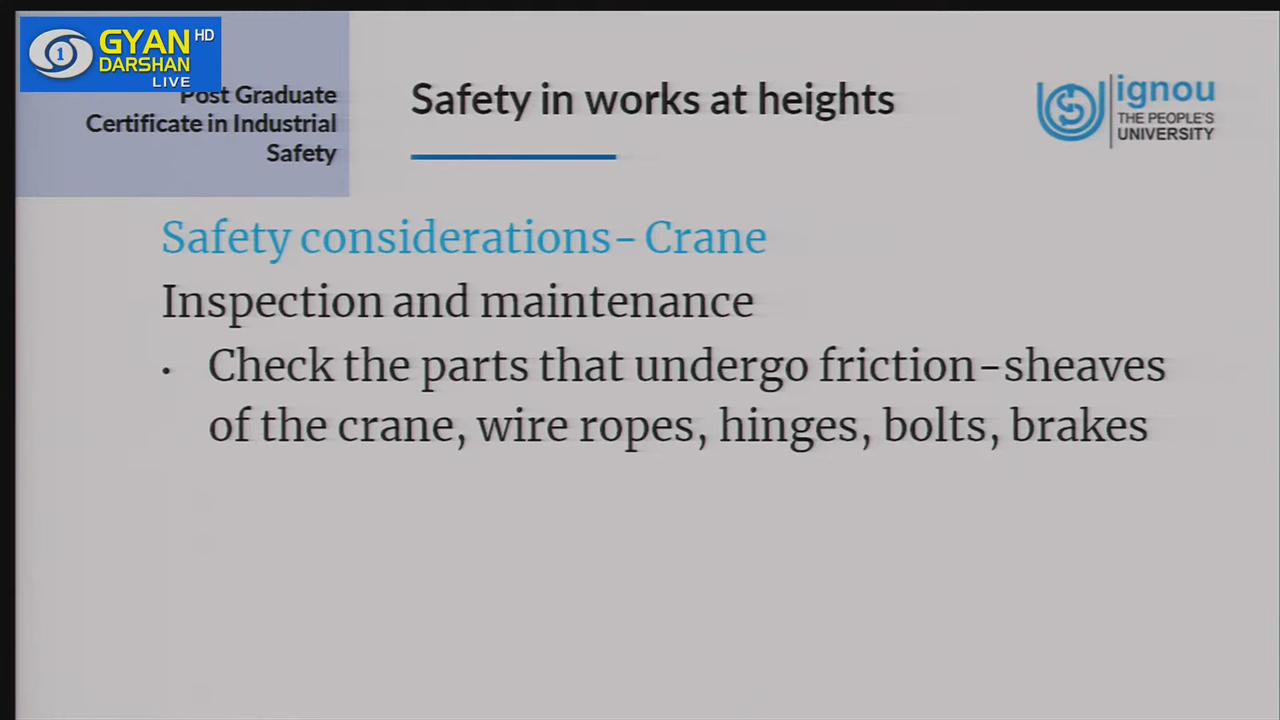 GYAN HD
DARSHAN
1
LIVE
Post Graduate
Certificate in Industrial
Safety
Safety in works at heights
ignou
THE PEOPLE'S
UNIVERSITY
Safety considerations- Crane
Inspection and maintenance
• Check the parts that undergo friction-sheaves
of the crane, wire ropes, hinges, bolts, brakes